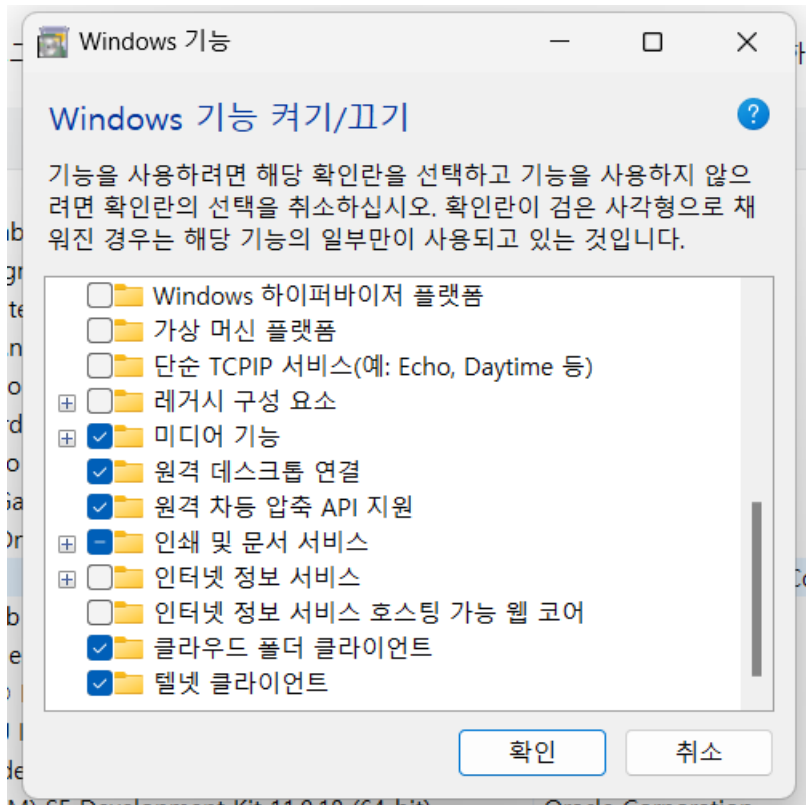 Windows 기능
Windows 기능 켜기/끄기
기능을 사용하려면 해당 확인란을 선택하고 기능을 사용하지 않으
려면 확인란의 선택을 취소하십시오. 확인란이 검은 사각형으로 채
워진 경우는 해당 기능의 일부만이 사용되고 있는 것입니다.
Windows 하이퍼바이저 플랫폼
가상 머신 플랫폼
단순 TCPIP 서비스(예: Echo, Daytime 등)
레거시 구성 요소
미디어 기능
원격 데스크톱 연결
원격 차등 압축 API 지원
인쇄 및 문서 서비스
인터넷 정보 서비스
인터넷 정보 서비스 호스팅 가능 웹 코어
클라우드 폴더 클라이언트
텔넷 클라이언트
확인
취소